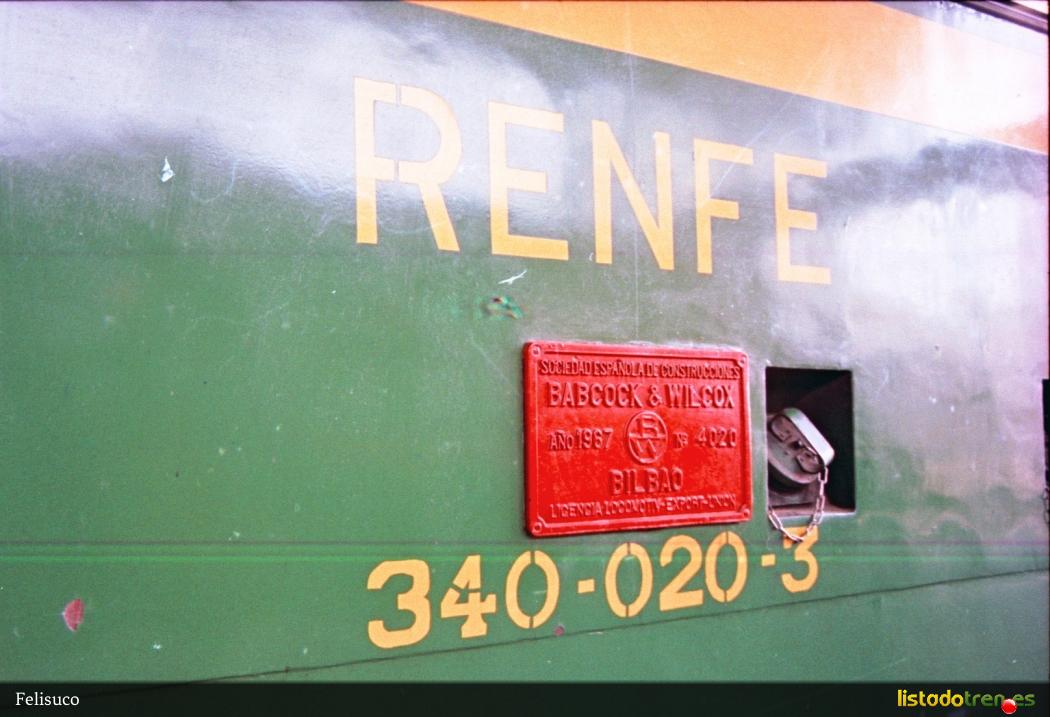 RENFE
SOCIEDAD ESPAÑOLA DE CONSTRUCCIONES
BABCOCK & WILCOX
AÑO 1967 BW Nº 4020
BILBAO
LICENCIA LOCOMOTIV-EXPORT-UNION
340-020-3
Felisuco
listadotren.es